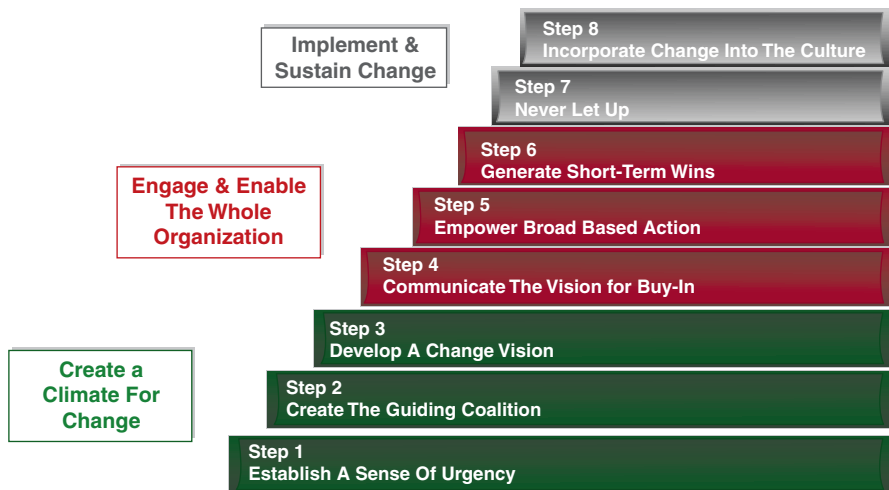 Implement &
Sustain Change
Step 8
Incorporate Change Into The Culture
Step 7
Never Let Up
Engage & Enable
The Whole
Organization
Step 6
Generate Short-Term Wins
Step 5
Empower Broad Based Action
Step 4
Communicate The Vision for Buy-In
Create a
Climate For
Change
Step 3
Develop A Change Vision
Step 2
Create The Guiding Coalition
Step 1
Establish A Sense Of Urgency